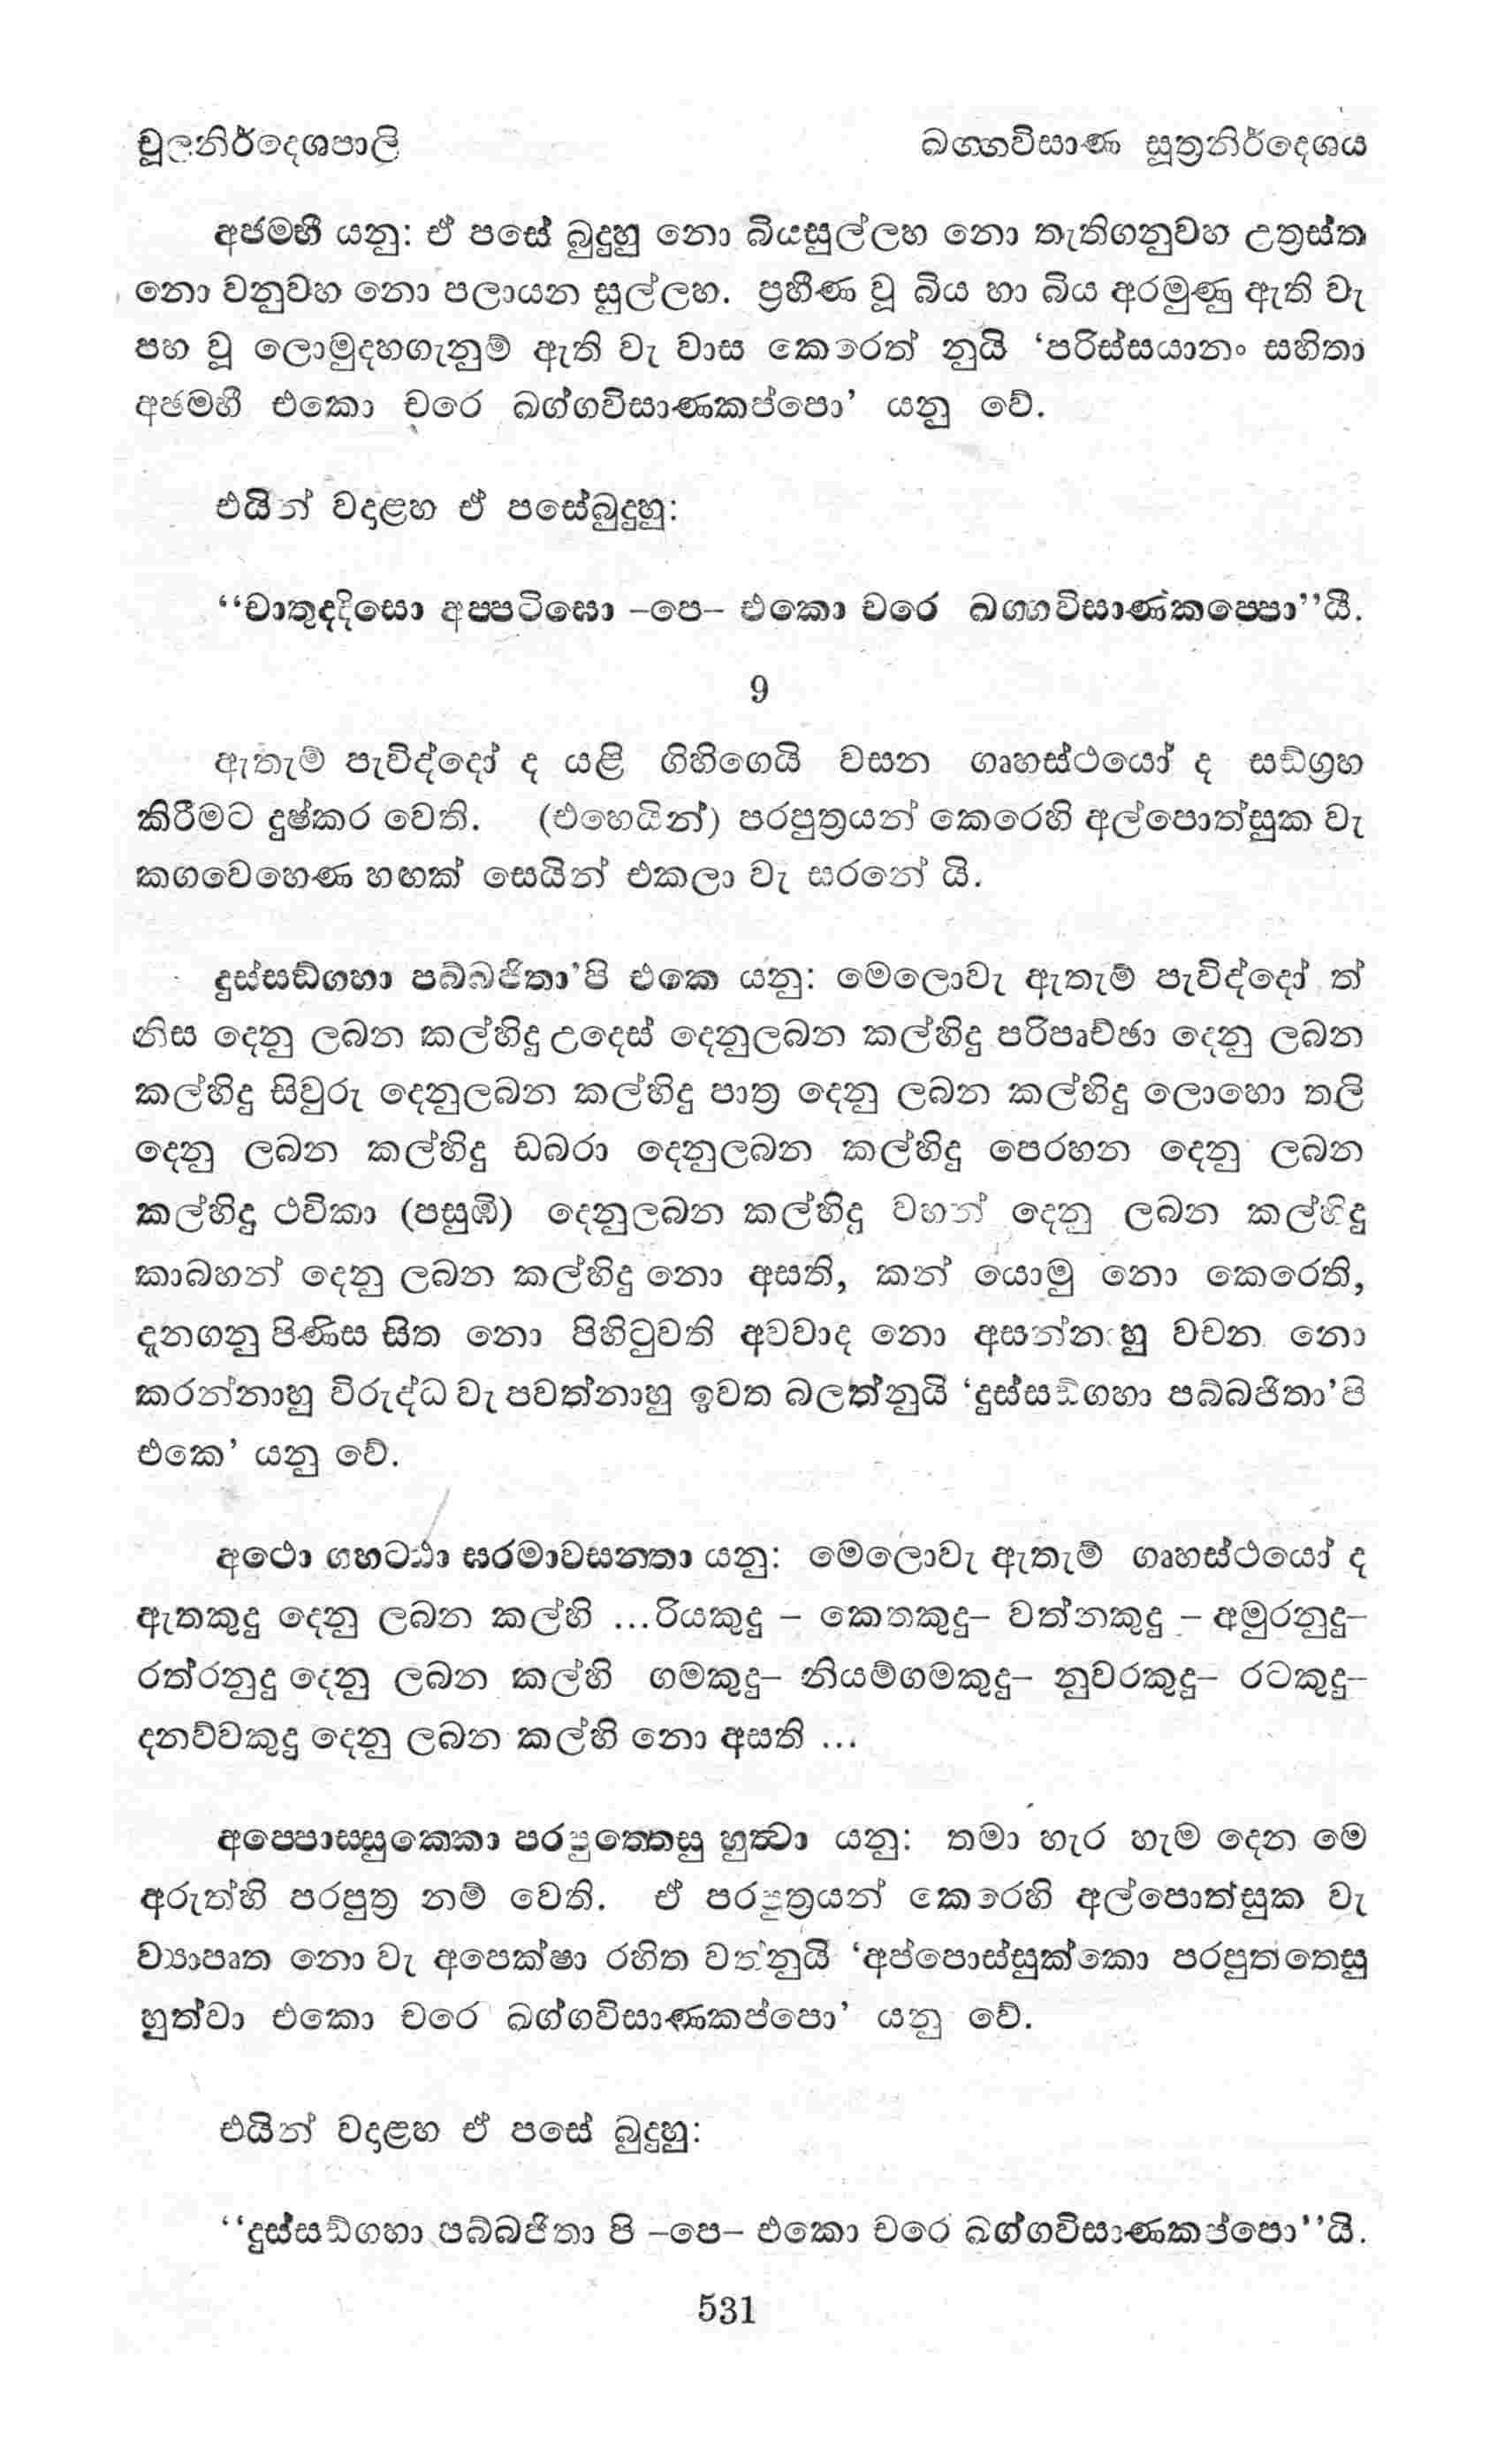 චූලනිර්දෙශපාලි	ඛග්ගවිසාණ සූත්‍රනිර්දෙශය
අඡම්භී යනු: ඒ පසේ බුදුහු නො බියසුල්ලහ නො තැතිගනුවහ උත්‍රස්ත
නො වනුවහ නො පලායන සුල්ලහ. ප්‍රහීණ වූ බිය හා බිය අරමුණු ඇති වැ
පහ වූ ලොමුදහගැනුම් ඇති වැ වාස කෙරෙත් නුයි ‘පරිස්සයානං සහිතා
අඡම්භී එකො චරෙ ඛග්ගවිසාණකප්පො’ යනු වේ.
එයින් වදාළහ ඒ පසේබුදුහු:
‘‘චාතුද්දිසො අප්පටිඝො –පෙ– එකො චරෙ ඛග්ගවිසාණකප්පො’’යී.
9
ඇතැම් පැවිද්දෝ ද යළි ගිහිගෙයි වසන ගෘහස්ථයෝ ද සඩ්ග්‍රහ
කිරීමට දුෂ්කර වෙති. (එහෙයින්) පරපුත්‍රයන් කෙරෙහි අල්පොත්සුක වැ
කගවෙහෙණ හඟක් සෙයින් එකලා වැ සරනේ යි.
දුස්සඞ්ගහා පබ්බජිතා’පි එකෙ යනු: මෙලොවැ ඇතැම් පැවිද්දෝ ත්
නිස දෙනු ලබන කල්හිදු උදෙස් දෙනුලබන කල්හිදු පරිපෘච්ඡා දෙනු ලබන
කල්හිදු සිවුරු දෙනුලබන කල්හිදු පාත්‍ර දෙනු ලබන කල්හිදු ලොහො තලි
දෙනු ලබන කල්හිදු ඩබරා දෙනුලබන කල්හිදු පෙරහන දෙනු ලබන
කල්හිදු ථවිකා (පසුඹි) දෙනුලබන කල්හිදු වහන් දෙනු ලබන කල්හිදු
කාබහන් දෙනු ලබන කල්හිදු නො අසති, කන් යොමු නො කෙරෙති,
දැනගනු පිණිස සිත නො පිහිටුවති අවවාද නො අසන්නාහු වචන නො
කරන්නාහු විරුද්ධ වැ පවත්නාහු ඉවත බලත්නුයි ‘දුස්සඩ්ගහා පබ්බජිතා’පි
එකෙ’ යනු වේ.
අථො ගහට්ඨා ඝරමාවසන්තා යනු: මෙලොවැ ඇතැම් ගෘහස්ථයෝ ද
ඇතකුදු දෙනු ලබන කල්හි ...රියකුදු – කෙතකුදු– වත්නකුදු – අමුරනුදු–
රත්රනුදු දෙනු ලබන කල්හි ගමකුදු– නියම්ගමකුදු– නුවරකුදු– රටකුදු–
දනව්වකුදු දෙනු ලබන කල්හි නො අසති ...
අප්පොස්සුක්කො පරපුත්තෙසු හුත්වා යනු: තමා හැර හැම දෙන මෙ
අරුත්හි පරපුත්‍ර නම් වෙති. ඒ පරපුත්‍රයන් කෙරෙහි අල්පොත්සුක වැ
ව්‍යාපෘත නො වැ අපෙක්ෂා රහිත වත්නුයි ‘අප්පොස්සුක්කො පරපුත්තෙසු
හුත්වා එකො චරෙ ඛග්ගවිසාණකප්පො’ යනු වේ.
එයින් වදාළහ ඒ පසේ බුදුහු:
‘‘දුස්සඩ්ගහා පබ්බජිතා පි –පෙ– එකො චරෙ ඛග්ගවිසාණකප්පො’’යි.
531